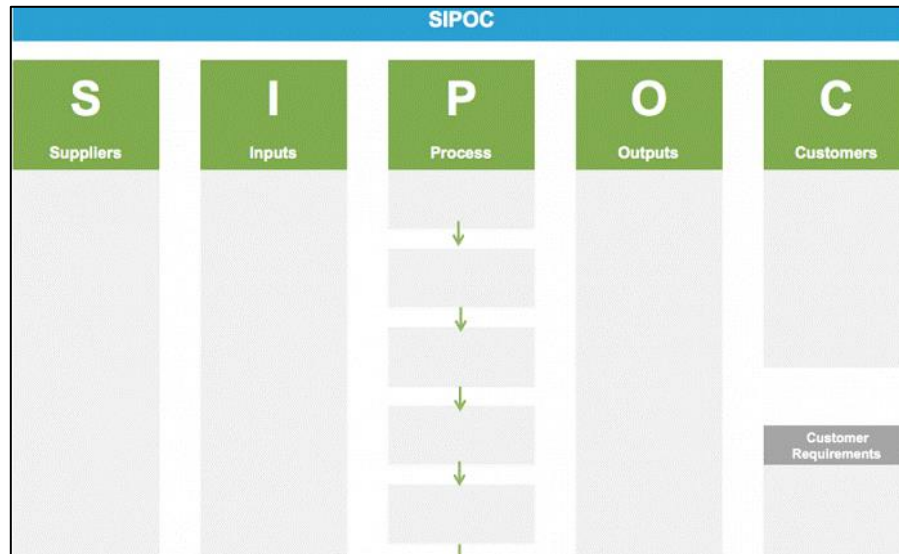 SIPOC
S
Suppliers
I
Inputs
P
Process
O
Outputs
C
Customers
Customer
Requirements